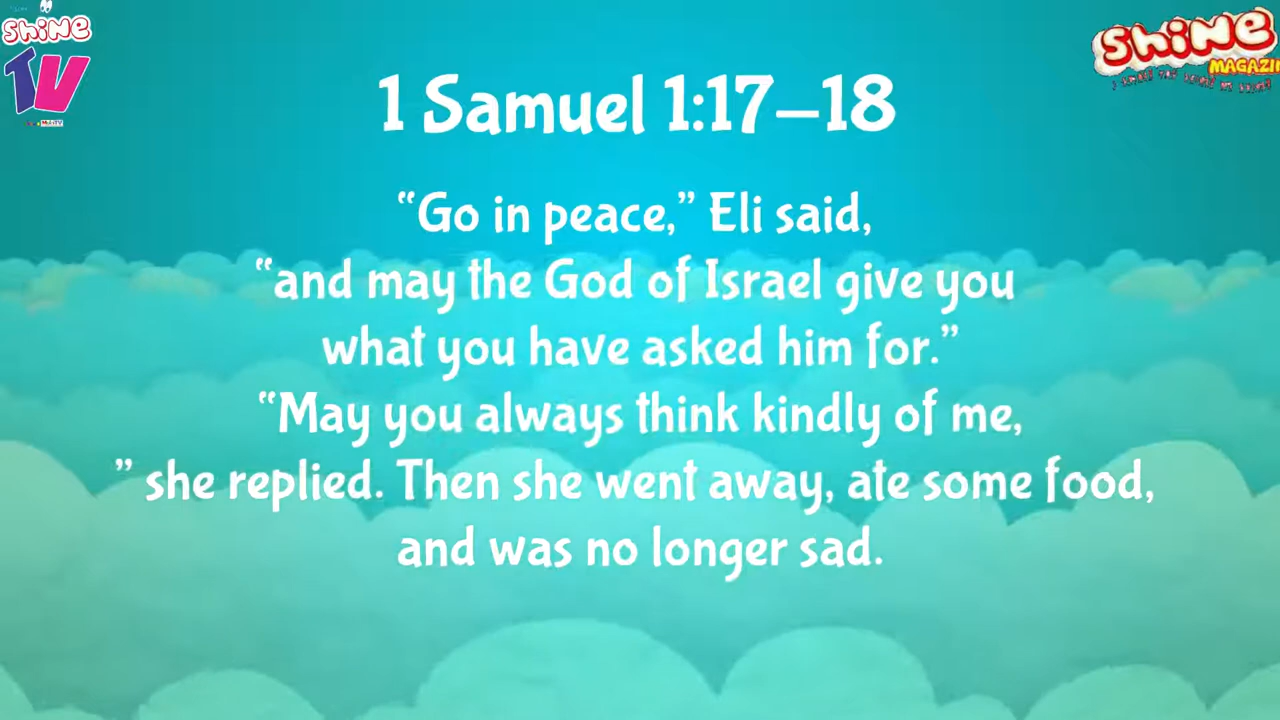 Shine
TV
Shine
MAGAZI
1 Samuel 1:17–18
“Go in peace,” Eli said,
“and may the God of Israel give you
what you have asked him for.”
“May you always think kindly of me,
” she replied. Then she went away, ate some food,
and was no longer sad.